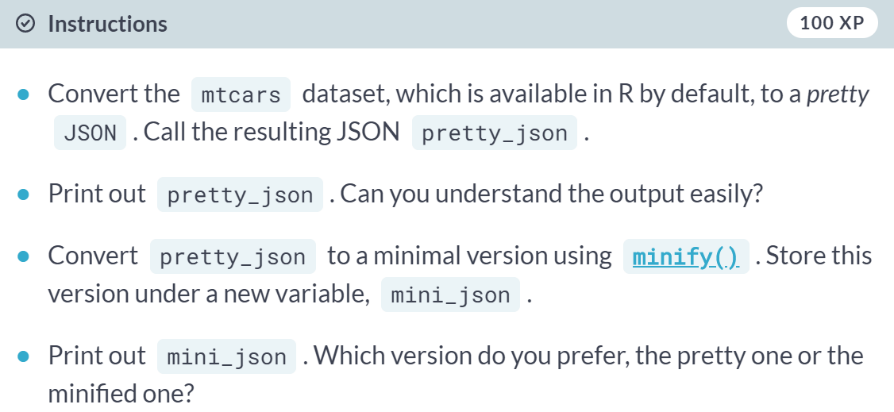 Instructions
100 XP
Convert the mtcars dataset, which is available in R by default, to a pretty
JSON . Call the resulting JSON pretty_json .
Print out pretty_json . Can you understand the output easily?
Convert pretty_json to a minimal version using minify() . Store this
version under a new variable, mini_json .
Print out mini_json . Which version do you prefer, the pretty one or the
minified one?